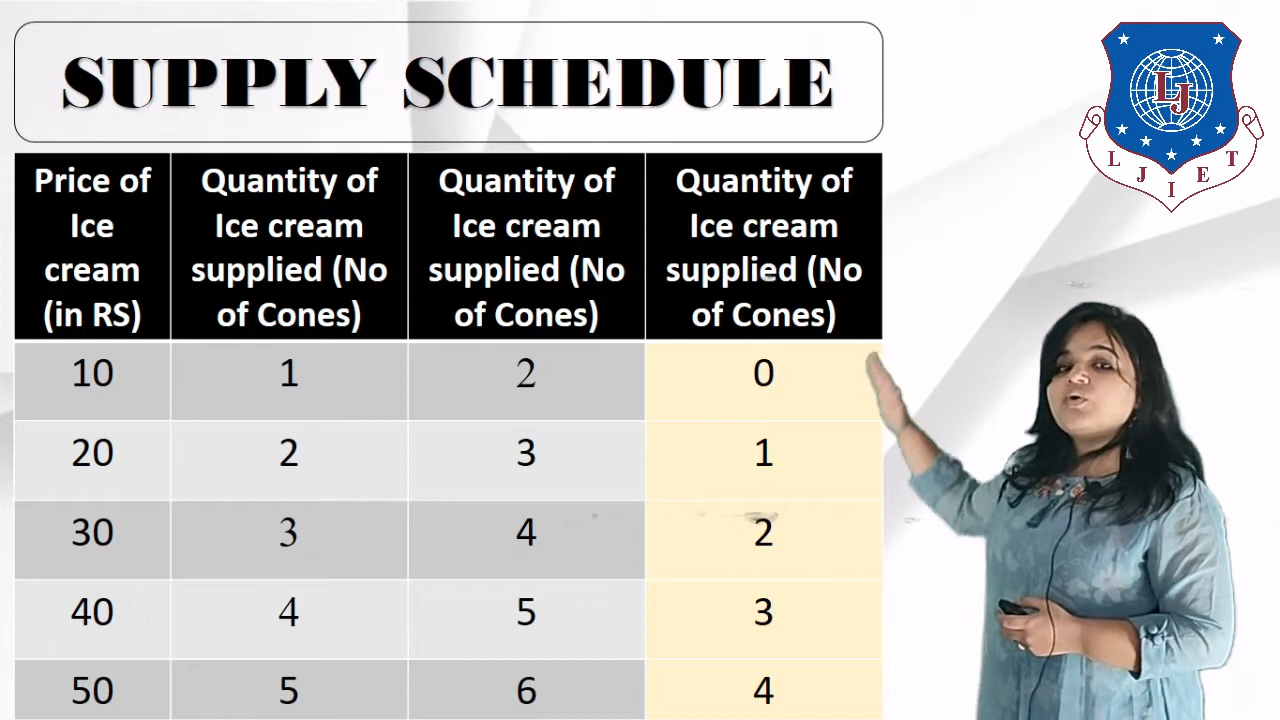 SUPPLY SCHEDULE
Price of Ice cream (in RS) Quantity of Ice cream supplied (No of Cones) Quantity of Ice cream supplied (No of Cones) Quantity of Ice cream supplied (No of Cones)
10 1 2 0
20 2 3 1
30 3 4 2
40 4 5 3
50 5 6 4
LJ
L J I E T